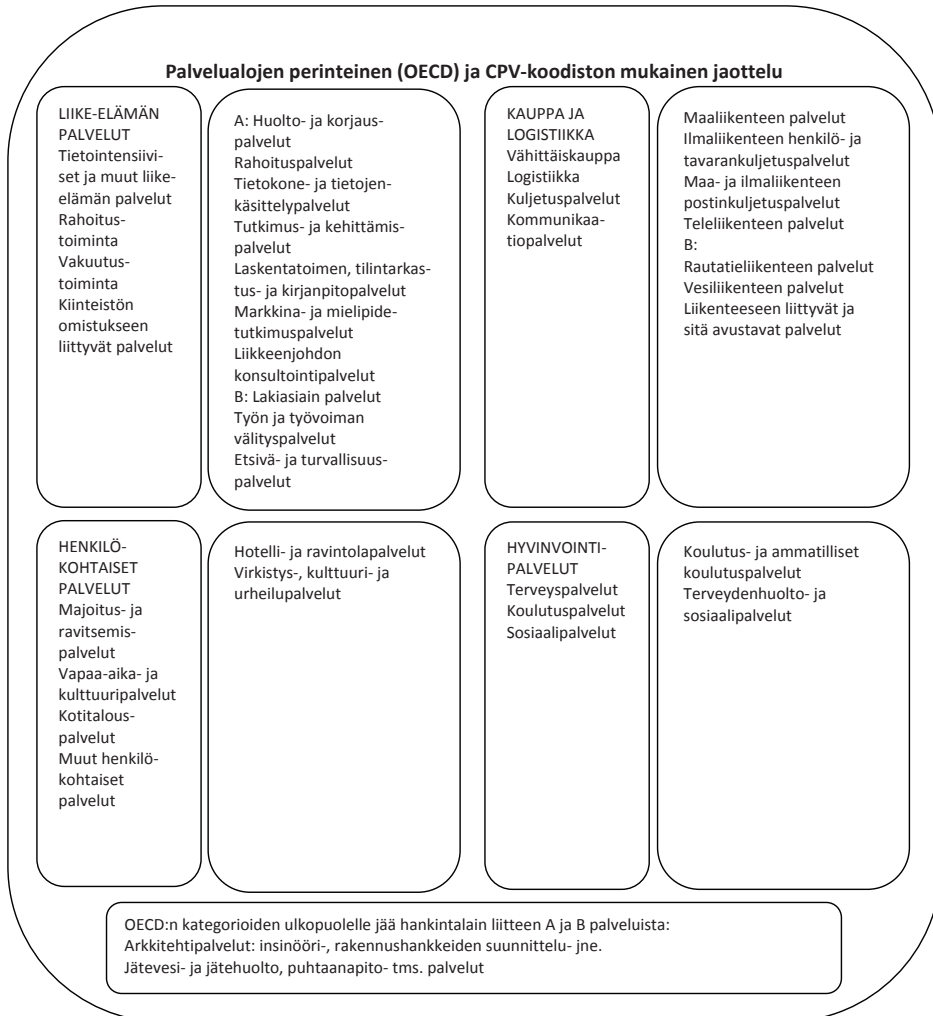 Palvelualojen perinteinen (OECD) ja CPV-koodiston mukainen jaottelu
LIIKE-ELÄMÄN
PALVELUT
Tietointensiivi-
set ja muut liike-
elämän palvelut
Rahoitus-
toiminta
Vakuutus-
toiminta
Kiinteistön
omistukseen
liittyvät palvelut
A: Huolto- ja korjaus-
palvelut
Rahoituspalvelut
Tietokone- ja tietojen-
käsittelypalvelut
Tutkimus- ja kehittämis-
palvelut
Laskentatoimen, tilintarkas-
tus- ja kirjanpitopalvelut
Markkina- ja mielipide-
tutkimuspalvelut
Liikkeenjohdon
konsultointipalvelut
B: Lakiasiain palvelut
Työn ja työvoiman
välityspalvelut
Etsivä- ja turvallisuus-
palvelut
KAUPPA JA
LOGISTIIKKA
Vähittäiskauppa
Logistiikka
Kuljetuspalvelut
Kommunikaa-
tiopalvelut
Maaliikenteen palvelut
Ilmaliikenteen henkilö- ja
tavarankuljetuspalvelut
Maa- ja ilmaliikenteen
postinkuljetuspalvelut
Teleliikenteen palvelut
B:
Rautatieliikenteen palvelut
Vesiliikenteen palvelut
Liikenteeseen liittyvät ja
sitä avustavat palvelut
HENKILÖ-
KOHTAISET
PALVELUT
Majoitus- ja
ravitsemis-
palvelut
Vapaa-aika- ja
kulttuuripalvelut
Kotitalous-
palvelut
Muut henkilö-
kohtaiset
palvelut
Hotelli- ja ravintolapalvelut
Virkistys-, kulttuuri- ja
urheilupalvelut
HYVINVOINTI-
PALVELUT
Terveyspalvelut
Koulutuspalvelut
Sosiaalipalvelut
Koulutus- ja ammatilliset
koulutuspalvelut
Terveydenhuolto- ja
sosiaalipalvelut
OECD:n kategorioiden ulkopuolelle jää hankintalain liitteen A ja B palveluista:
Arkkitehtipalvelut: insinööri-, rakennushankkeiden suunnittelu- jne.
Jätevesi- ja jätehuolto, puhtaanapito- tms. palvelut